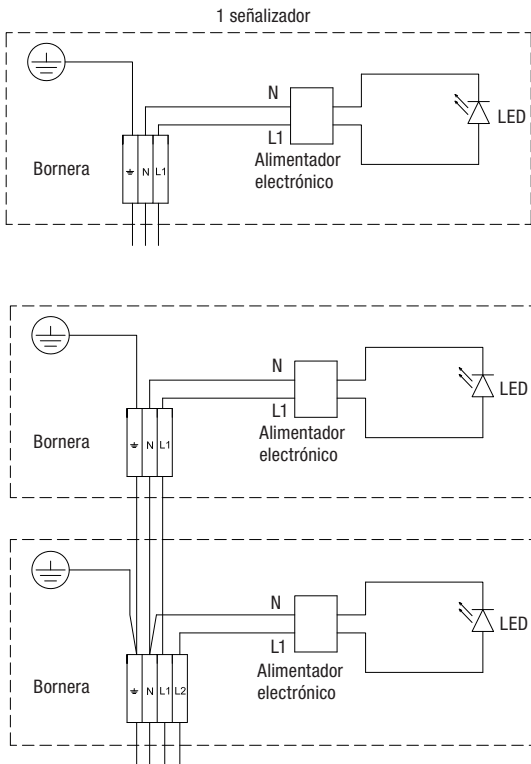 1 señalizador
N
LED
L1
Bornera
N L1
Alimentador
electrónico
N
LED
L1
Bornera
N L1
Alimentador
electrónico
N
LED
L1
Bornera
N L1 L2
Alimentador
electrónico